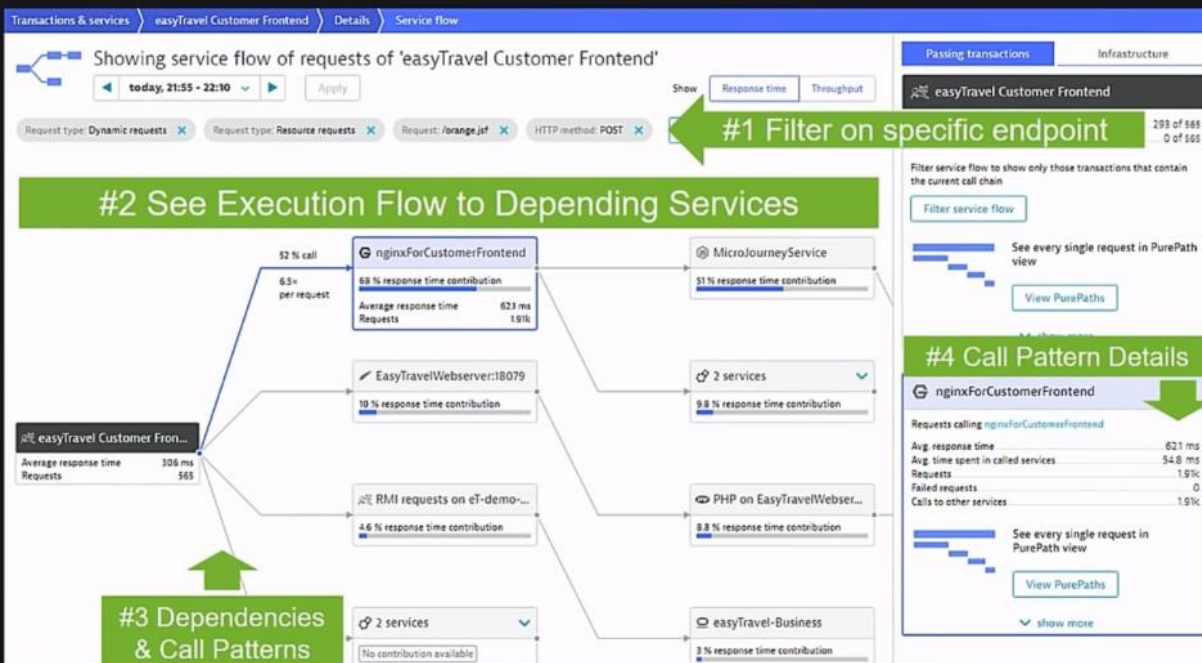 Transactions & services
easyTravel Customer Frontend
Details
Service flow
Showing service flow of requests of 'easyTravel Customer Frontend'
today, 21:55 - 22:10
Apply
Show
Response time
Throughput
Request type: Dynamic requests
Request type: Resource requests
Request: /orange.jsf
HTTP method: POST
#1 Filter on specific endpoint
#2 See Execution Flow to Depending Services
52 % call
6.5×
per request
nginxForCustomerFrontend
68 % response time contribution
Average response time 62.1 ms
Requests 1.91k
MicroJourneyService
51 % response time contribution
EasyTravelWebserver:18079
10 % response time contribution
2 services
9.8 % response time contribution
easyTravel Customer Fron...
Average response time 306 ms
Requests 565
RMI requests on eT-demo-...
4.6 % response time contribution
PHP on EasyTravelWebser...
8.8 % response time contribution
#3 Dependencies
& Call Patterns
2 services
No contribution available
easyTravel-Business
3 % response time contribution
Passing transactions
Infrastructure
easyTravel Customer Frontend
293 of 565
0 of 565
Filter service flow to show only those transactions that contain
the current call chain
Filter service flow
See every single request in PurePath
view
View PurePaths
show more
#4 Call Pattern Details
nginxForCustomerFrontend
Requests calling nginxForCustomerFrontend
Avg. response time 62.1 ms
Avg. time spent in called services 54.8 ms
Requests 1.91k
Failed requests 0
Calls to other services 1.91k
See every single request in
PurePath view
View PurePaths
show more